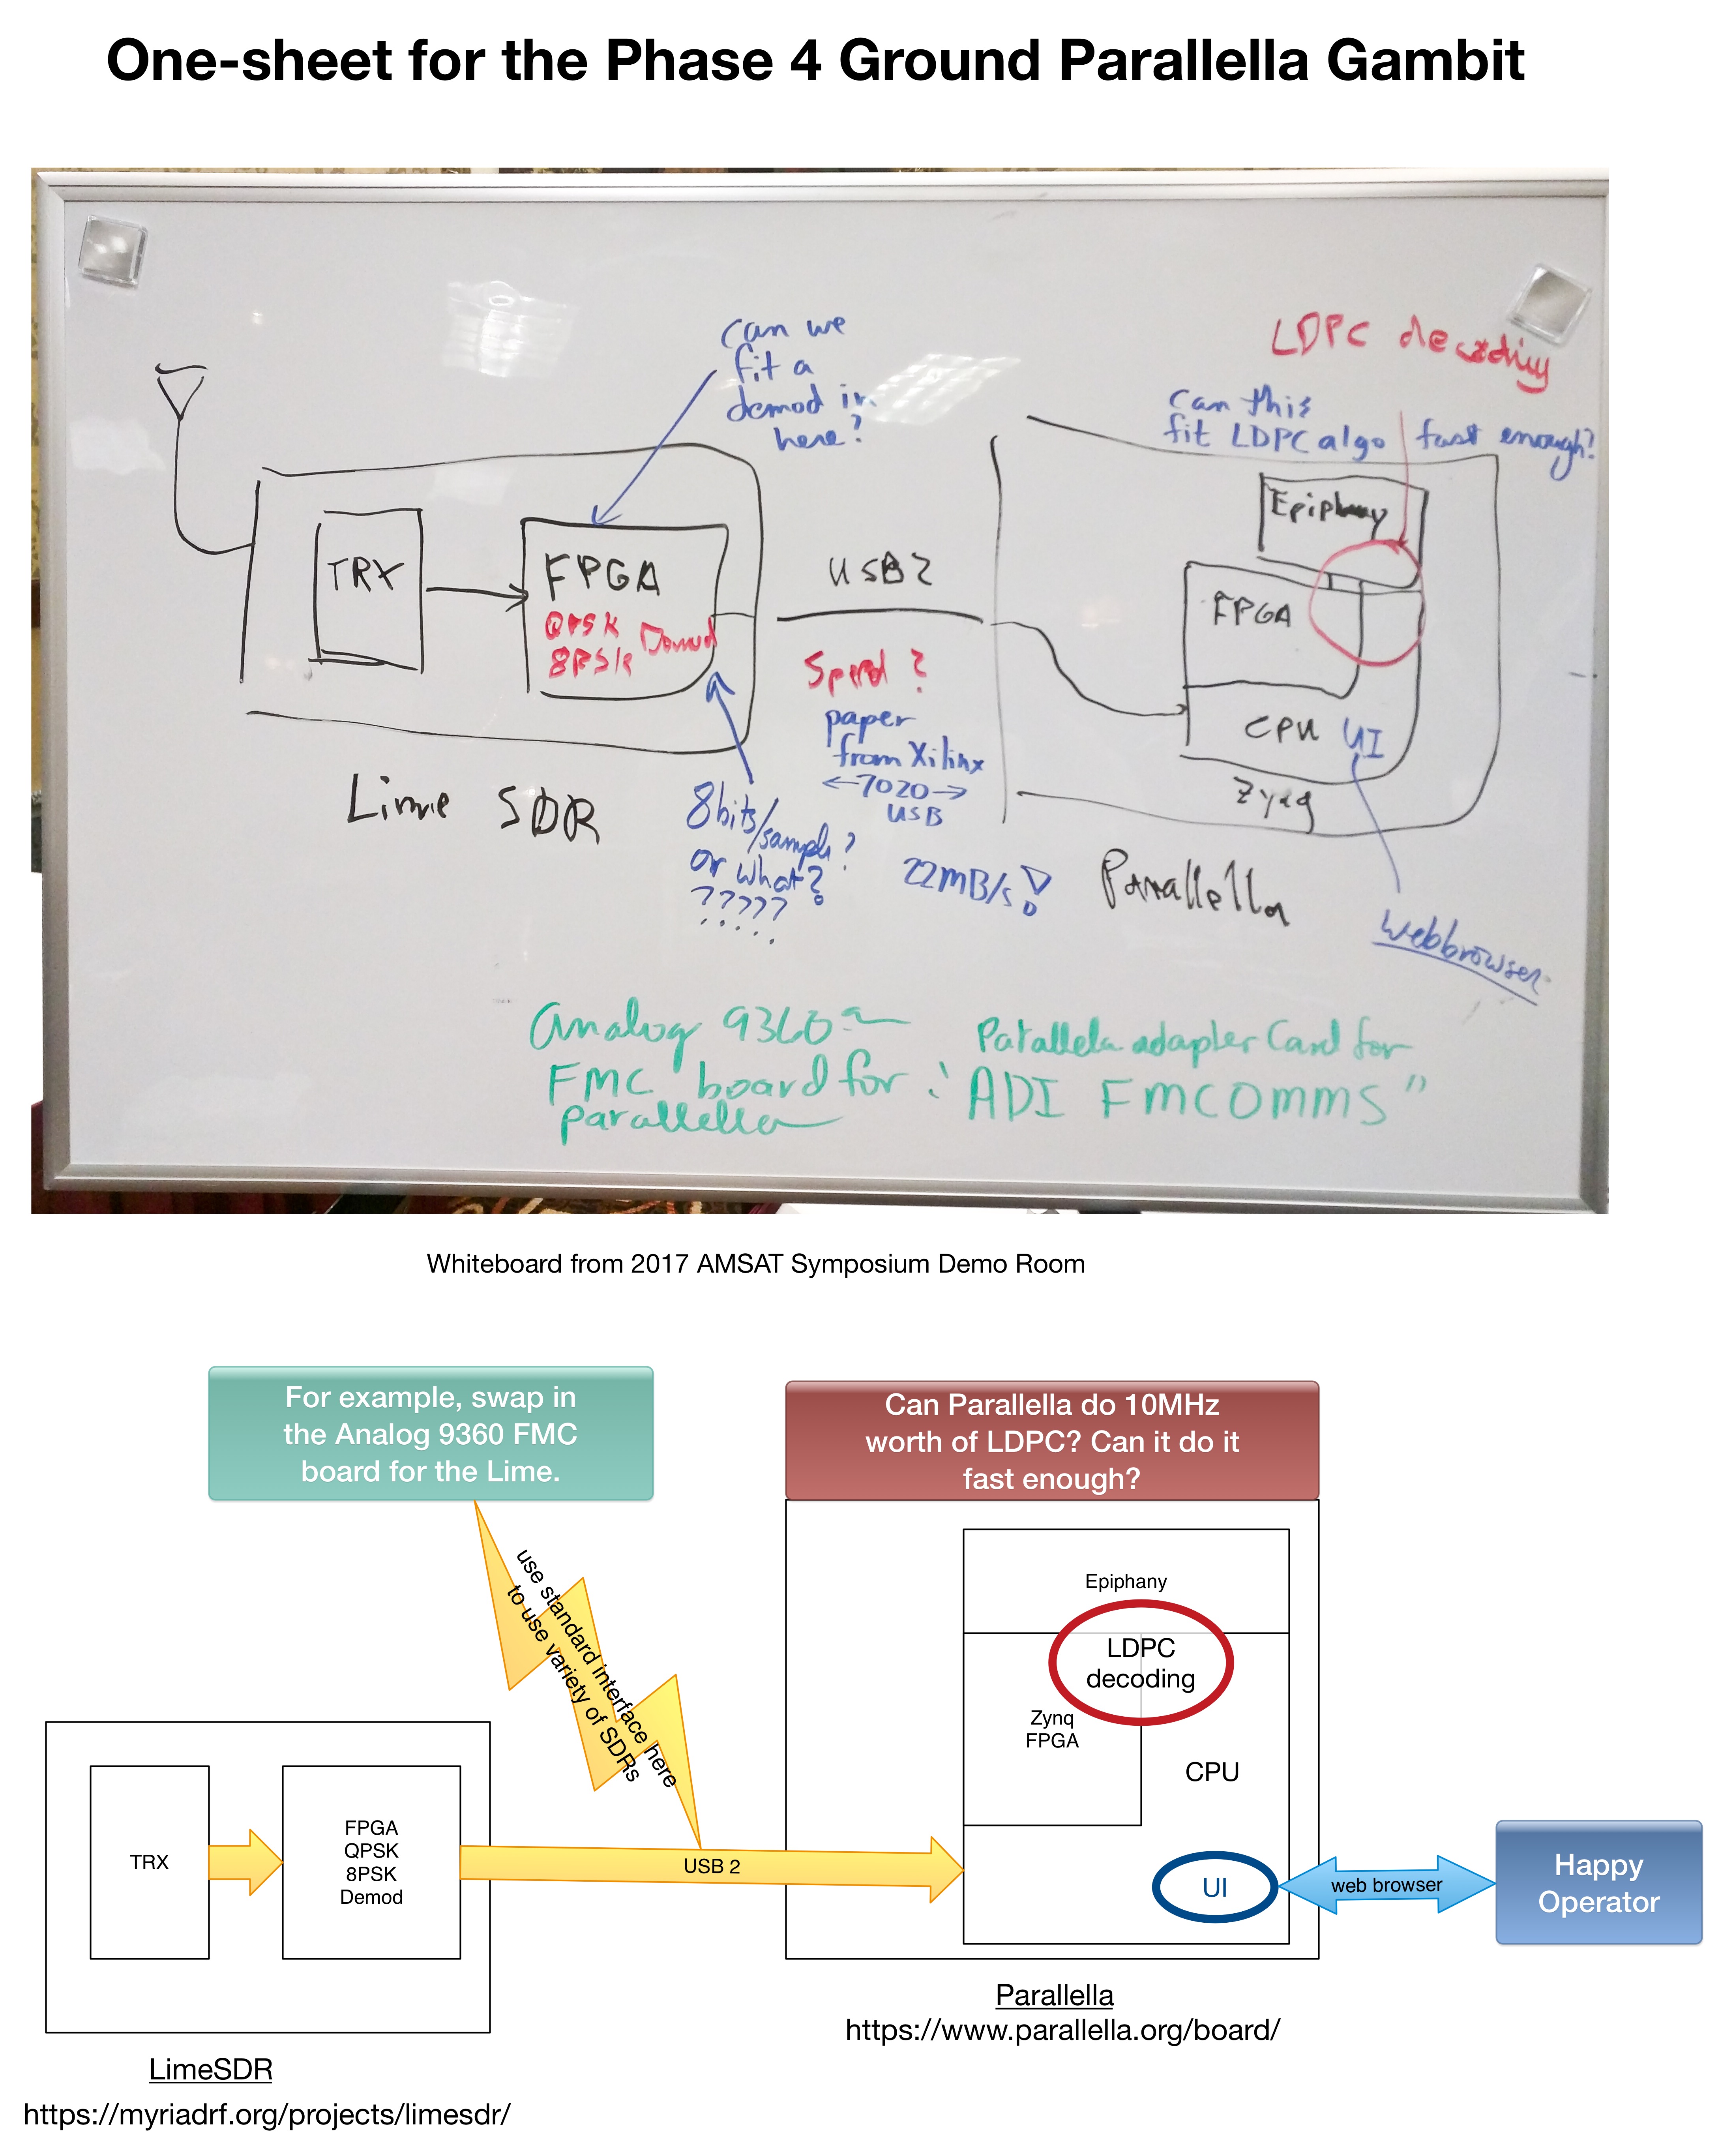 One-sheet for the Phase 4 Ground Parallella Gambit
can we
fit a
demod in
here?
LDPC decoding
can this
fit LDPC algo fast enough?
Epiphany
TRX
FPGA
QPSK
8PSK
Demod
USB2
FPGA
Speed?
paper
from Xilinx
←7020→
USB
CPU UI
Zynq
Lime SDR
8bits/sample?
or what?
?????
22MB/s!
Parallella
webbrowser
Analog 9360
FMC board for
parallella
Parallela adapter Card for
"ADI FMCOMMS"
Whiteboard from 2017 AMSAT Symposium Demo Room
For example, swap in
the Analog 9360 FMC
board for the Lime.
Can Parallella do 10MHz
worth of LDPC? Can it do it
fast enough?
use standard interface here
to use variety of SDRs
Epiphany
LDPC
decoding
Zynq
FPGA
CPU
TRX
FPGA
QPSK
8PSK
Demod
USB 2
UI
web browser
Happy
Operator
Parallella
https://www.parallella.org/board/
LimeSDR
https://myriadrf.org/projects/limesdr/